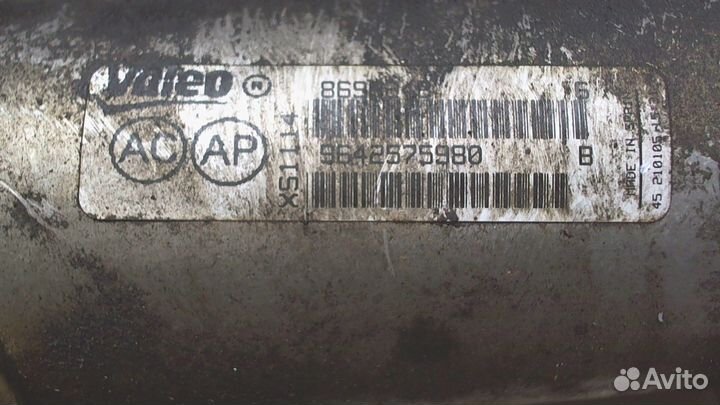 Valeo ®
AC AP
XS1114
9642575980 B
MADE IN
Avito